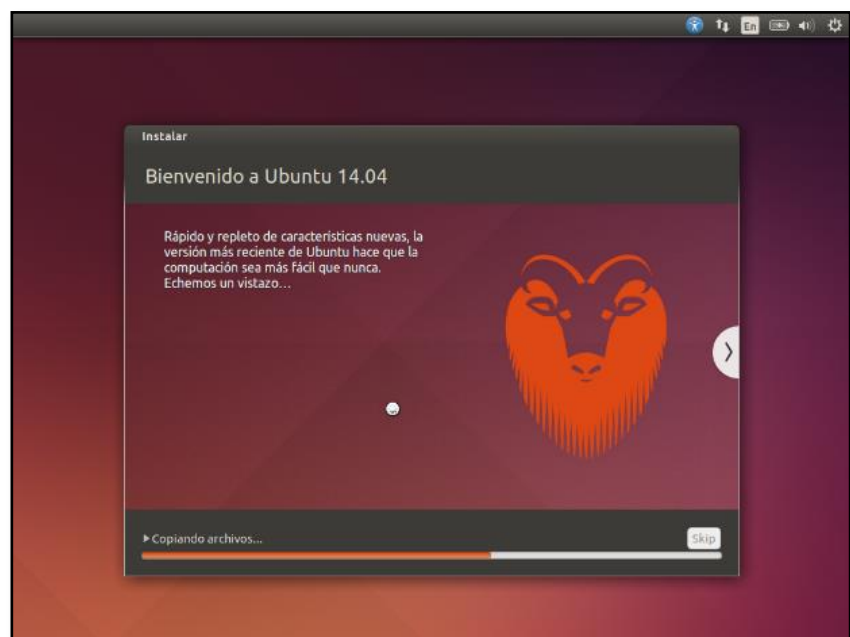 En
Instalar
Bienvenido a Ubuntu 14.04
Rápido y repleto de características nuevas, la
versión más reciente de Ubuntu hace que la
computación sea más fácil que nunca.
Echemos un vistazo...
Copiando archivos...
Skip